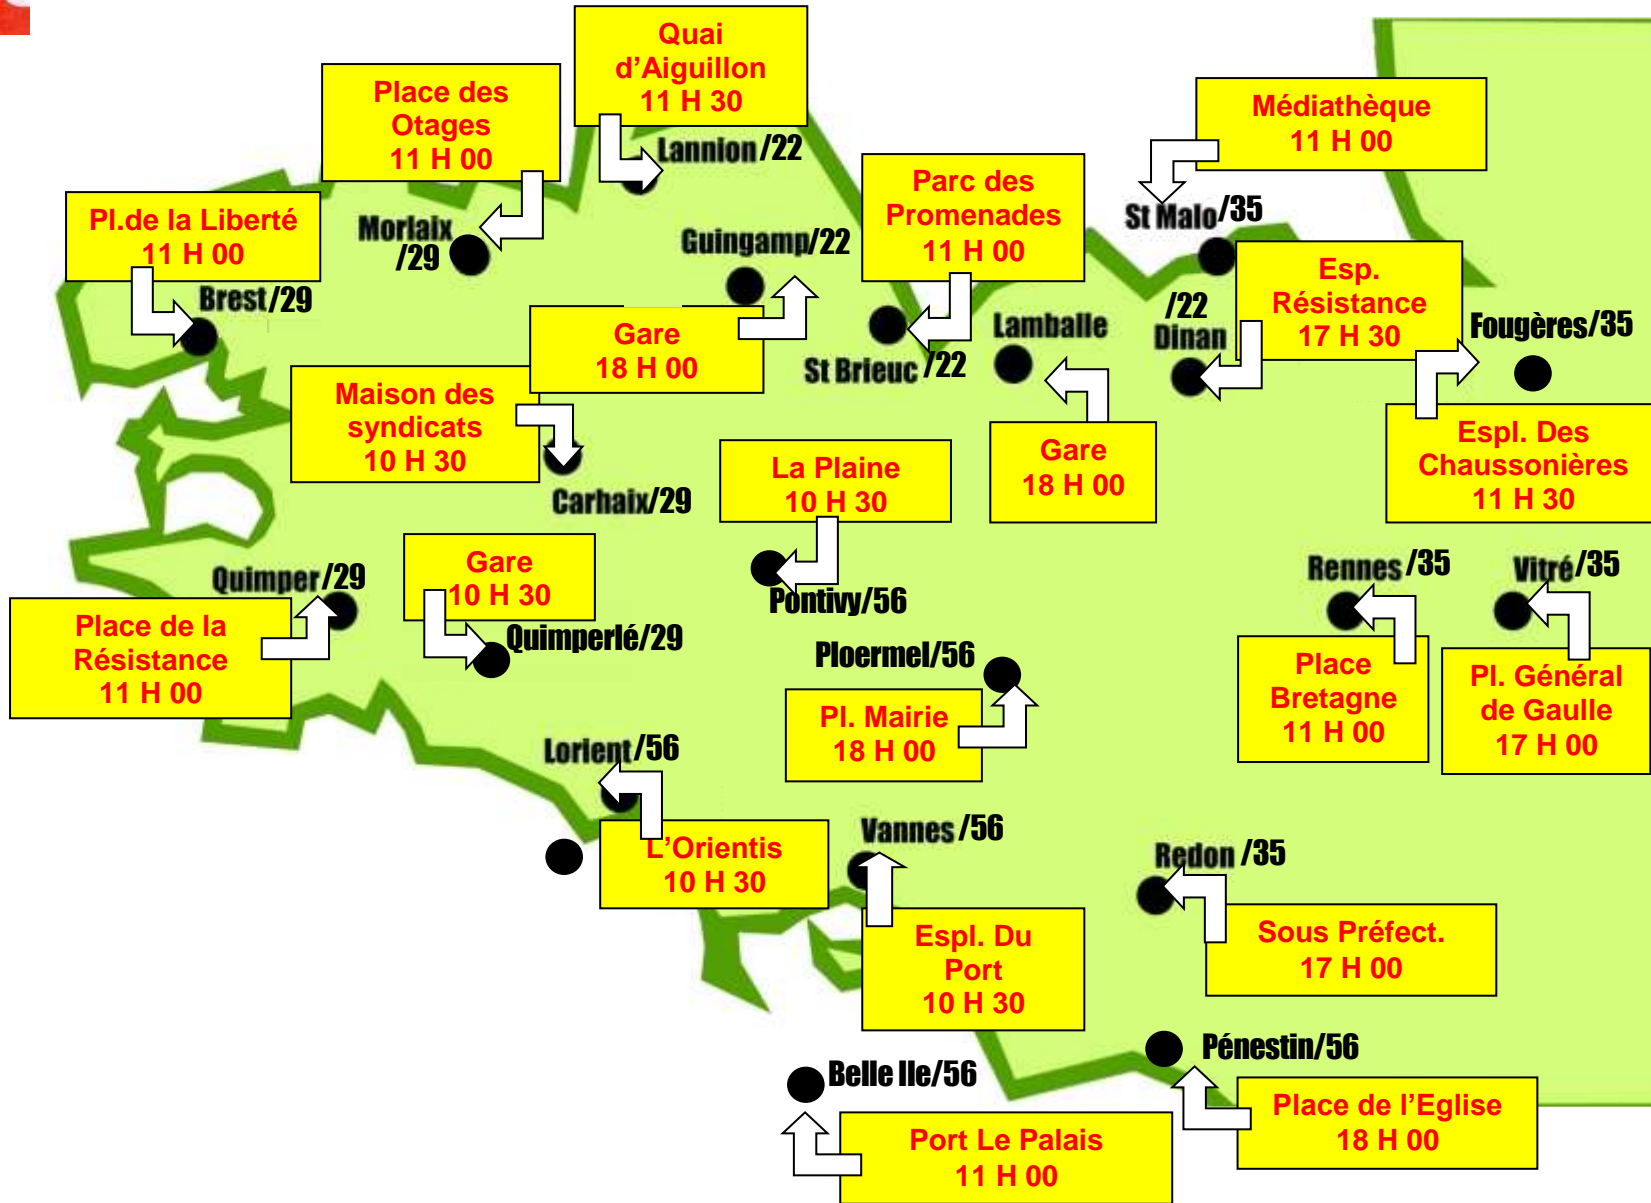 Quai
d'Aiguillon
11 H 30
Place des
Otages
11 H 00
Médiathèque
11 H 00
Lannion /22
Parc des
Promenades
11 H 00
Pl.de la Liberté
11 H 00
Morlaix
/29
Guingamp/22
St Malo/35
Esp.
Résistance
17 H 30
Brest/29
Gare
18 H 00
St Brieuc /22
Lamballe
/22
Dinan
Fougères/35
Maison des
syndicats
10 H 30
Carhaix/29
La Plaine
10 H 30
Gare
18 H 00
Espl. Des
Chaussonières
11 H 30
Quimper/29
Gare
10 H 30
Pontivy/56
Rennes /35
Vitré/35
Place de la
Résistance
11 H 00
Quimperlé/29
Ploermel/56
Place
Bretagne
11 H 00
Pl. Général
de Gaulle
17 H 00
Pl. Mairie
18 H 00
Lorient/56
L'Orientis
10 H 30
Vannes /56
Redon /35
Espl. Du
Port
10 H 30
Sous Préfect.
17 H 00
Pénestin/56
Belle Ile/56
Place de l'Eglise
18 H 00
Port Le Palais
11 H 00